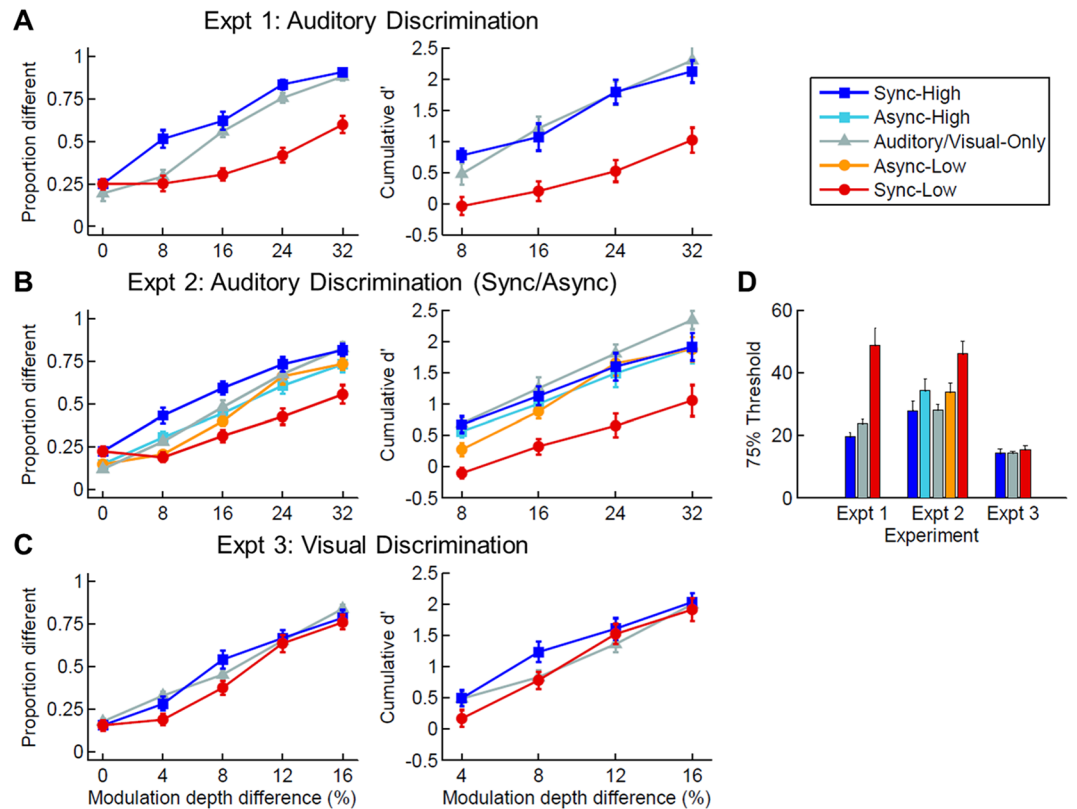 A
Expt 1: Auditory Discrimination
Proportion different
1
0.75
0.5
0.25
0
0 8 16 24 32
Cumulative d'
2.5
2
1.5
1
0.5
0
-0.5
8 16 24 32
Sync-High
Async-High
Auditory/Visual-Only
Async-Low
Sync-Low
B
Expt 2: Auditory Discrimination (Sync/Async)
Proportion different
1
0.75
0.5
0.25
0
0 8 16 24 32
Cumulative d'
2.5
2
1.5
1
0.5
0
-0.5
8 16 24 32
D
75% Threshold
60
40
20
0
Expt 1 Expt 2 Expt 3
Experiment
C
Expt 3: Visual Discrimination
Proportion different
1
0.75
0.5
0.25
0
0 4 8 12 16
Modulation depth difference (%)
Cumulative d'
2.5
2
1.5
1
0.5
0
-0.5
4 8 12 16
Modulation depth difference (%)